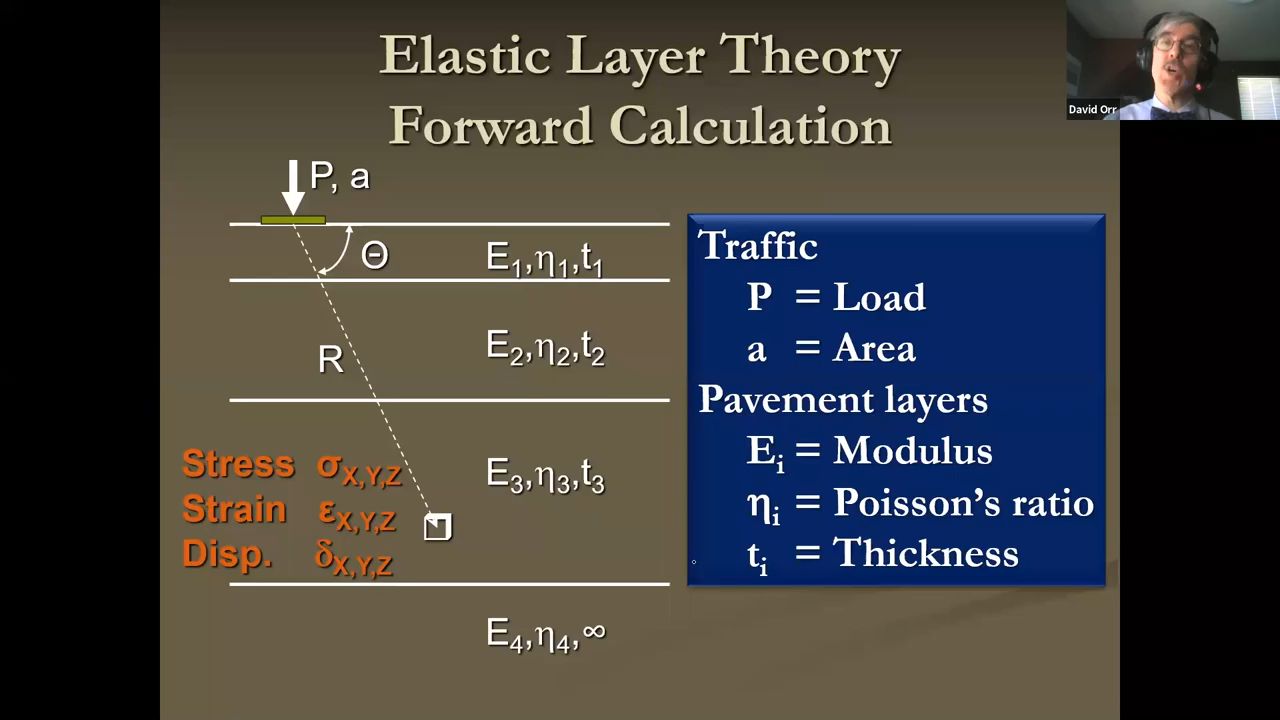 Elastic Layer Theory
Forward Calculation
David Orr
P, a
Θ
E₁,η₁,t₁
R
E₂,η₂,t₂
Stress σX,Y,Z
Strain εX,Y,Z
Disp. δX,Y,Z
E₃,η₃,t₃
E₄,η₄,∞
Traffic
P = Load
a = Area
Pavement layers
Eᵢ = Modulus
ηᵢ = Poisson's ratio
tᵢ = Thickness